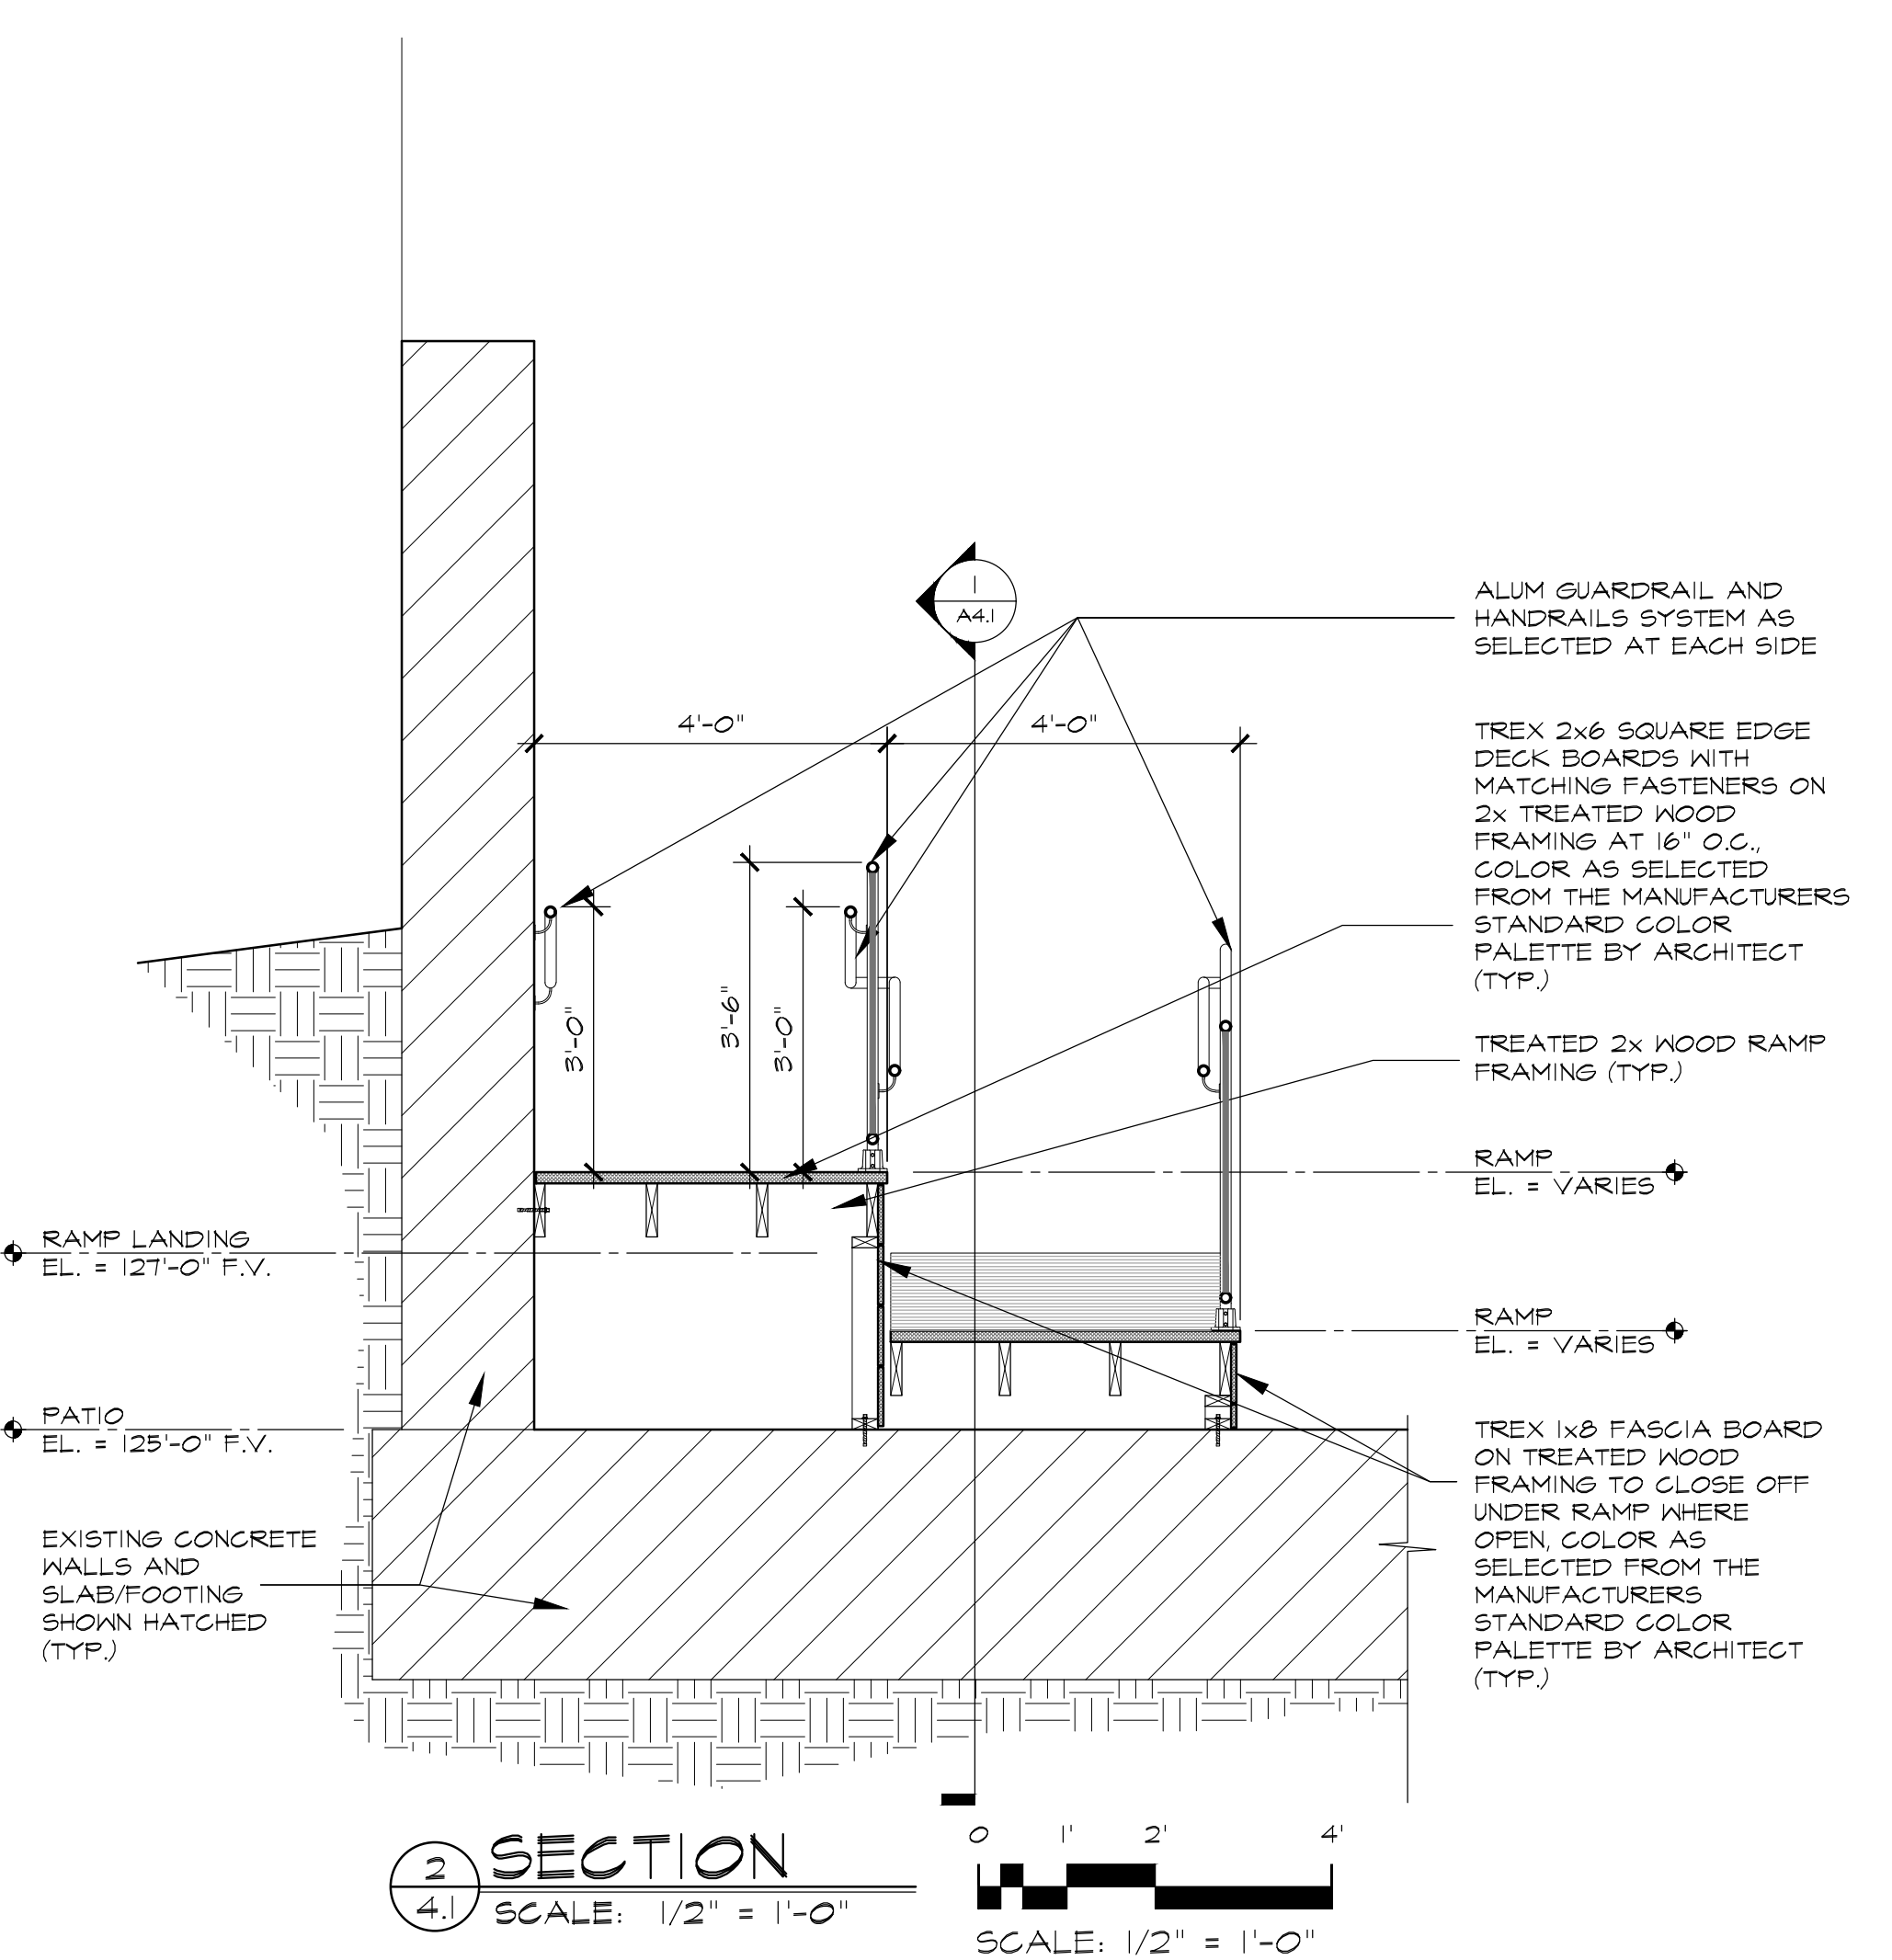 1
A4.1
ALUM GUARDRAIL AND
HANDRAILS SYSTEM AS
SELECTED AT EACH SIDE
4'-0"
4'-0"
TREX 2x6 SQUARE EDGE
DECK BOARDS WITH
MATCHING FASTENERS ON
2x TREATED WOOD
FRAMING AT 16" O.C.,
COLOR AS SELECTED
FROM THE MANUFACTURERS
STANDARD COLOR
PALETTE BY ARCHITECT
(TYP.)
3'-0"
3'-6"
3'-0"
TREATED 2x WOOD RAMP
FRAMING (TYP.)
RAMP
EL. = VARIES
RAMP LANDING
EL. = 127'-0" F.V.
RAMP
EL. = VARIES
PATIO
EL. = 125'-0" F.V.
TREX 1x8 FASCIA BOARD
ON TREATED WOOD
FRAMING TO CLOSE OFF
UNDER RAMP WHERE
OPEN, COLOR AS
SELECTED FROM THE
MANUFACTURERS
STANDARD COLOR
PALETTE BY ARCHITECT
(TYP.)
EXISTING CONCRETE
WALLS AND
SLAB/FOOTING
SHOWN HATCHED
(TYP.)
2
4.1
SECTION
SCALE: 1/2" = 1'-0"
0 1' 2' 4'
SCALE: 1/2" = 1'-0"